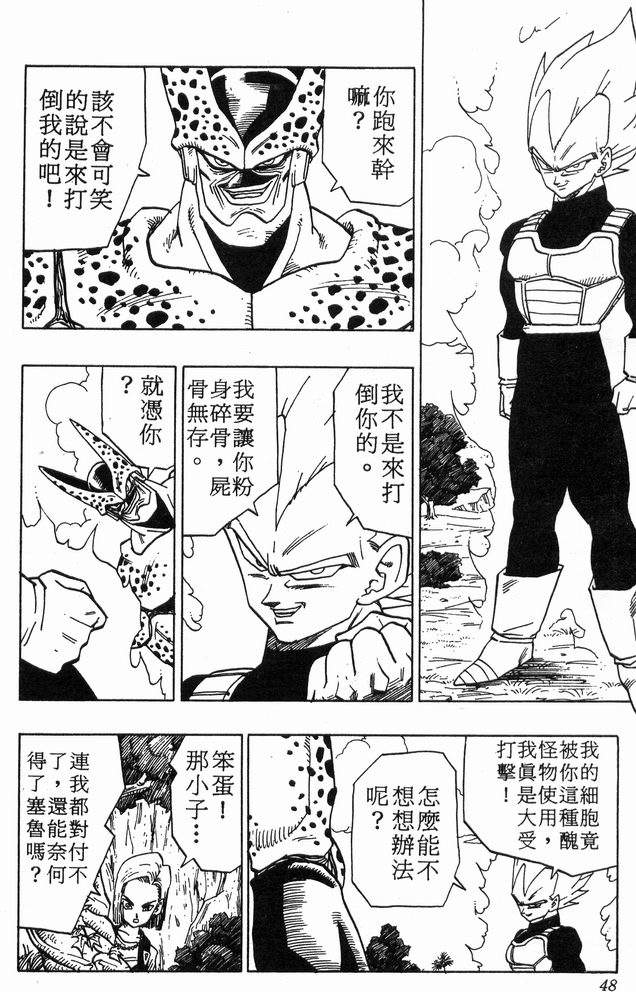 你跑來幹
嘛？
該不會可笑
的說是來打
倒我的吧！
我不是來打
倒你的。
我要讓你粉
身碎骨，屍
骨無存。
就憑你
？
我的細胞竟
被你這種醜
怪物使用，
我真是大受
打擊！
怎麼能不
想想辦法
呢？
笨蛋！
那小子…
連我都對付不
了，還能奈何
得了塞魯嗎？
48